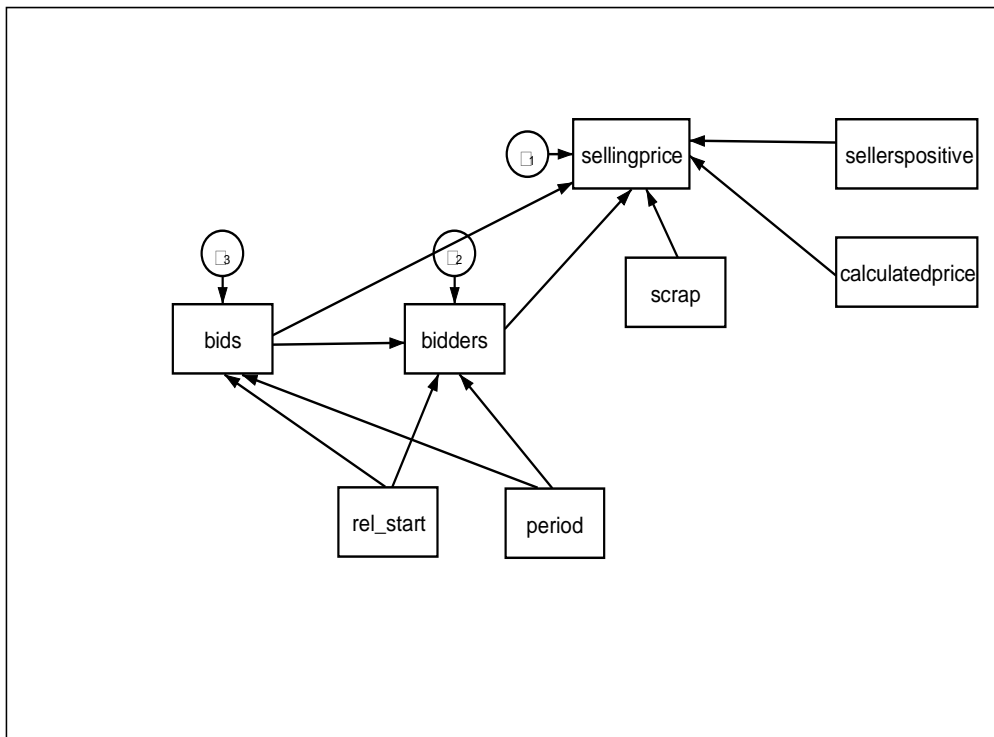 □1
sellingprice
sellerspositive
□3
□2
calculatedprice
scrap
bids
bidders
rel_start
period